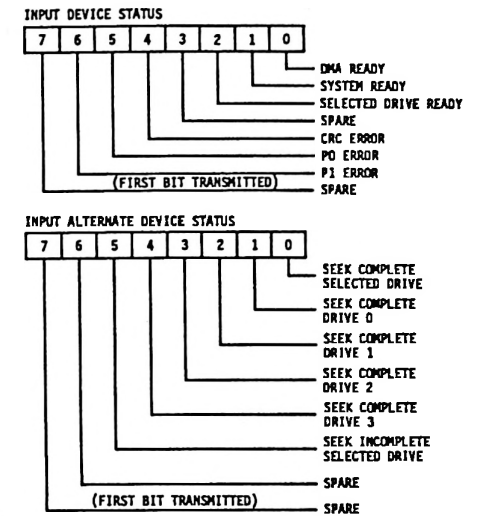 INPUT DEVICE STATUS
7 6 5 4 3 2 1 0
DMA READY
SYSTEM READY
SELECTED DRIVE READY
SPARE
CRC ERROR
P0 ERROR
P1 ERROR
(FIRST BIT TRANSMITTED)
SPARE
INPUT ALTERNATE DEVICE STATUS
7 6 5 4 3 2 1 0
SEEK COMPLETE
SELECTED DRIVE
SEEK COMPLETE
DRIVE 0
SEEK COMPLETE
DRIVE 1
SEEK COMPLETE
DRIVE 2
SEEK COMPLETE
DRIVE 3
SEEK INCOMPLETE
SELECTED DRIVE
SPARE
(FIRST BIT TRANSMITTED)
SPARE